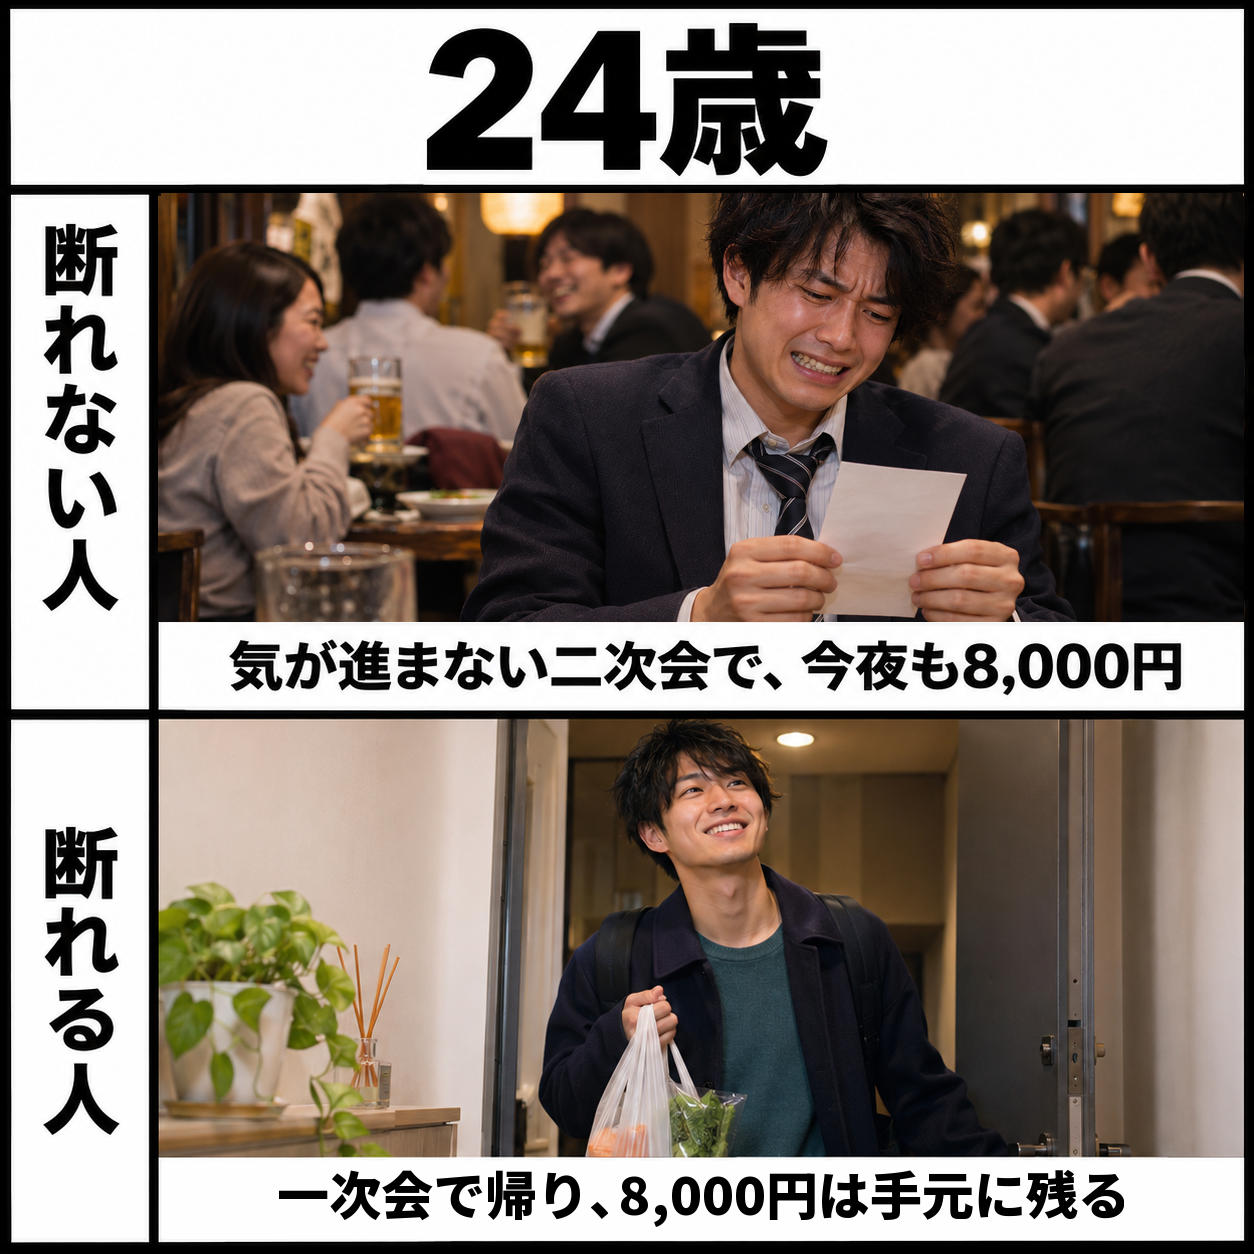 24歳
断れない人
気が進まない二次会で、今夜も8,000円
断れる人
一次会で帰り、8,000円は手元に残る